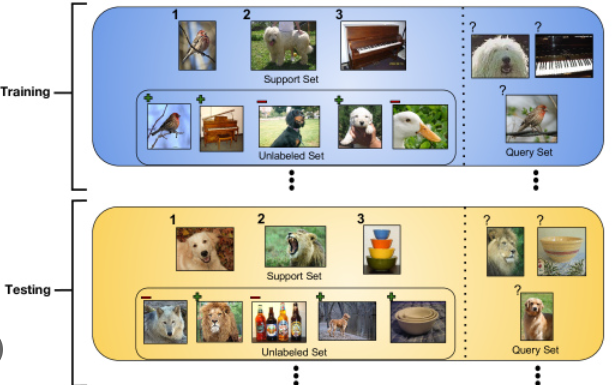 Training
1 2 3
Support Set
+ + − + −
Unlabeled Set
? ?
?
Query Set
Testing
1 2 3
Support Set
− + − + +
Unlabeled Set
? ?
?
Query Set